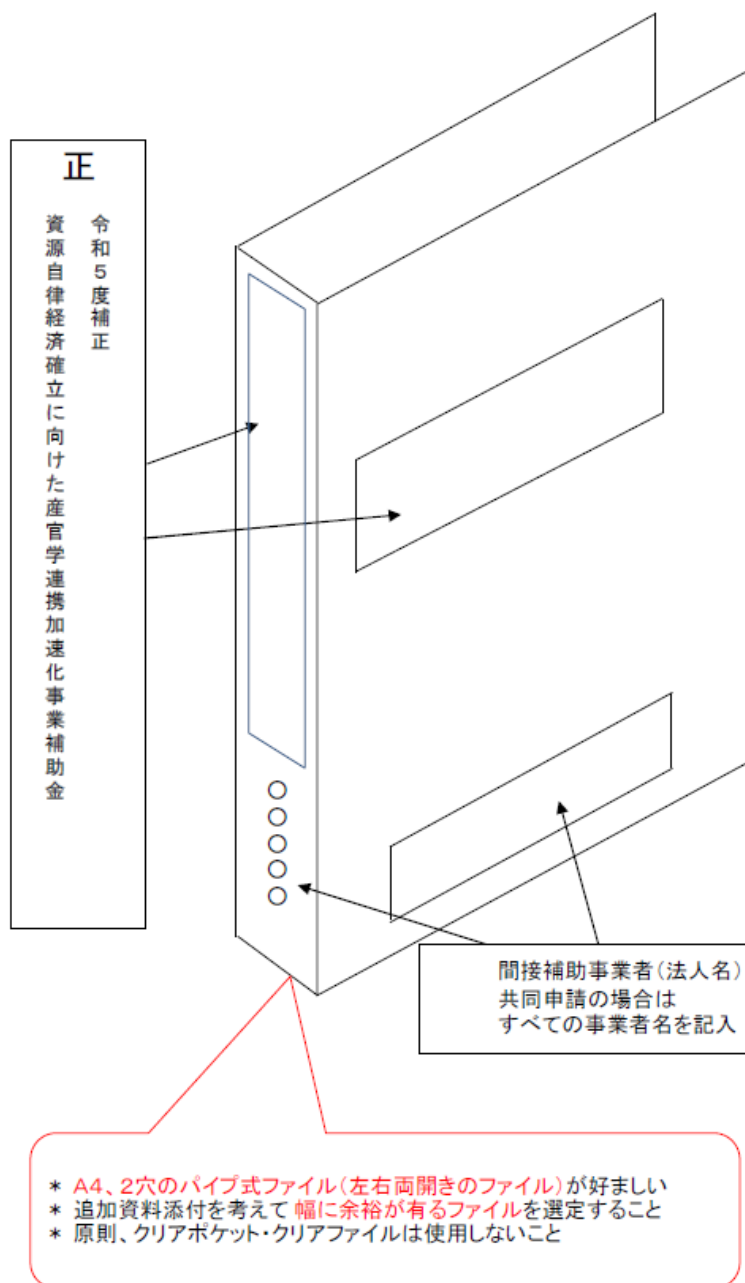 正
令和5度補正
資源自律経済確立に向けた産官学連携加速化事業補助金
○○○○○
間接補助事業者(法人名)
共同申請の場合は
すべての事業者名を記入
* A4、2穴のパイプ式ファイル(左右両開きのファイル)が好ましい
* 追加資料添付を考えて幅に余裕が有るファイルを選定すること
* 原則、クリアポケット・クリアファイルは使用しないこと